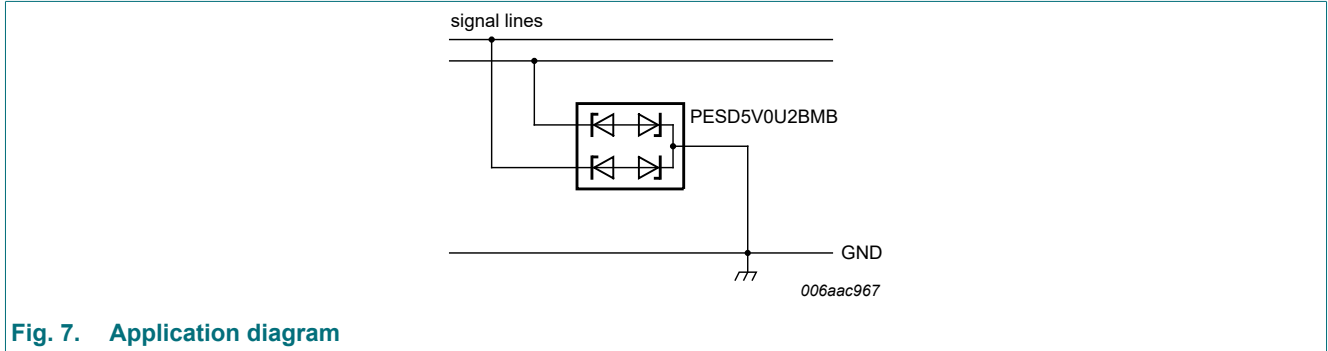 signal lines
PESD5V0U2BMB
GND
006aac967
Fig. 7. Application diagram